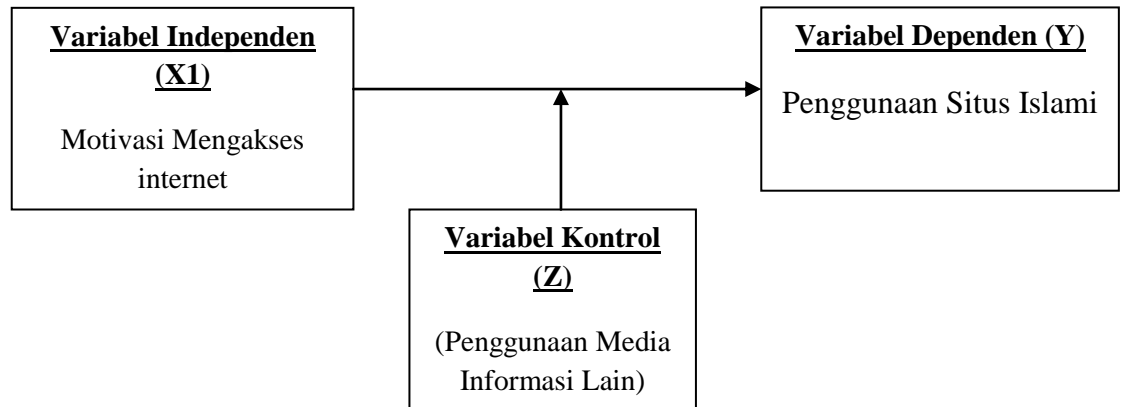 Variabel Independen
(X1)
Motivasi Mengakses
internet
Variabel Dependen (Y)
Penggunaan Situs Islami
Variabel Kontrol
(Z)
(Penggunaan Media
Informasi Lain)